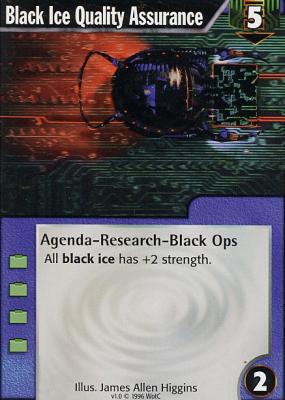 Black Ice Quality Assurance
5
Agenda-Research-Black Ops
All black ice has +2 strength.
2
Illus. James Allen Higgins
v1.0 © 1996 WotC